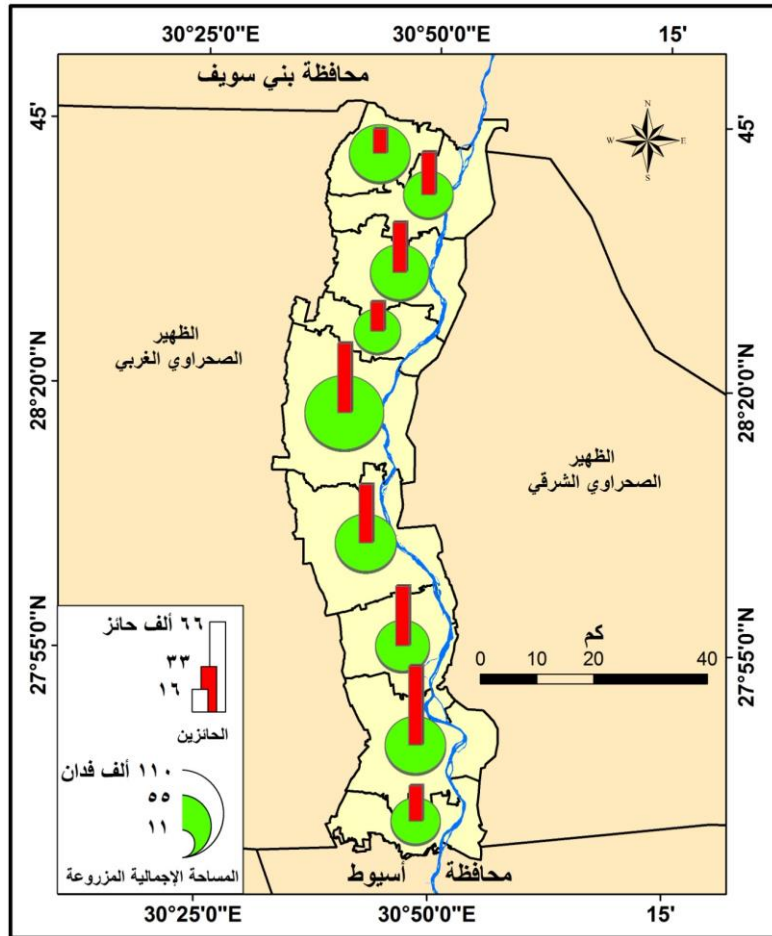 30°25'0"E
30°50'0"E
15'
محافظة بني سويف
45'
45'
N
W
E
S
الظهير
الصحراوي الغربي
28°20'0"N
28°20'0"N
الظهير
الصحراوي الشرقي
٦٦ ألف حائز
٣٣
١٦
الحائزين
27°55'0"N
27°55'0"N
كم
0 10 20 40
١١٠ ألف فدان
٥٥
١١
المساحة الإجمالية المزروعة
محافظة أسيوط
30°25'0"E
30°50'0"E
15'